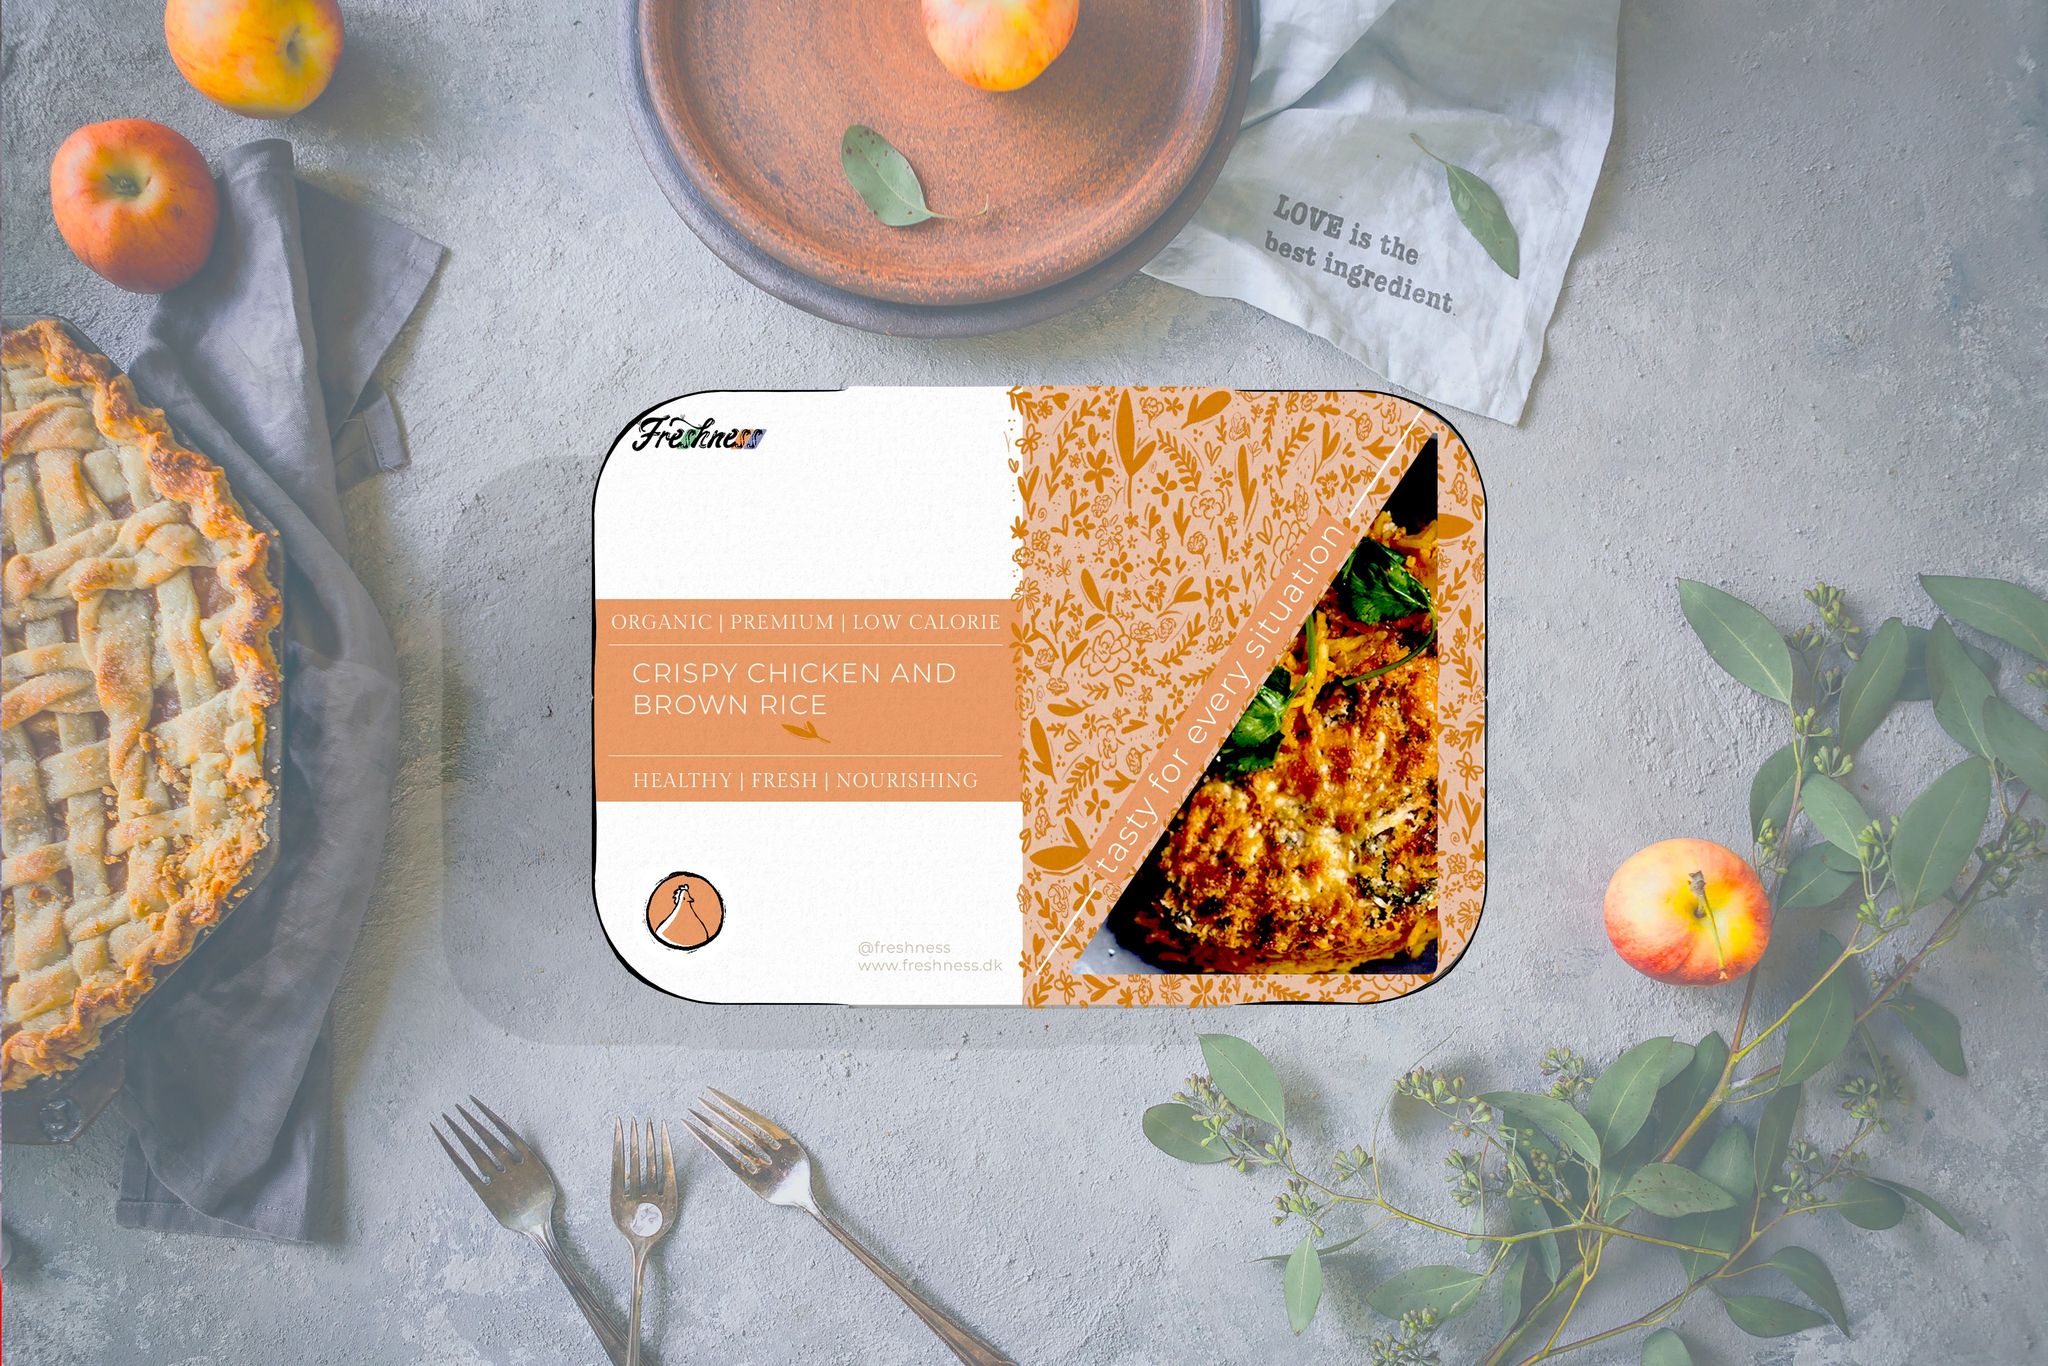 LOVE is the
best ingredient.
Freshness
ORGANIC | PREMIUM | LOW CALORIE
CRISPY CHICKEN AND
BROWN RICE
HEALTHY | FRESH | NOURISHING
tasty for every situation
@freshness
www.freshness.dk